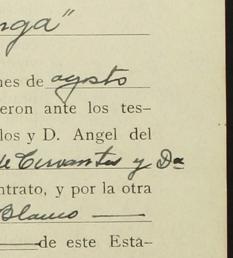 nga"
nes de agosto
eron ante los tes-
los y D. Angel del
de Cervantes y Da
ntrato, y por la otra
Blanco
de este Esta-